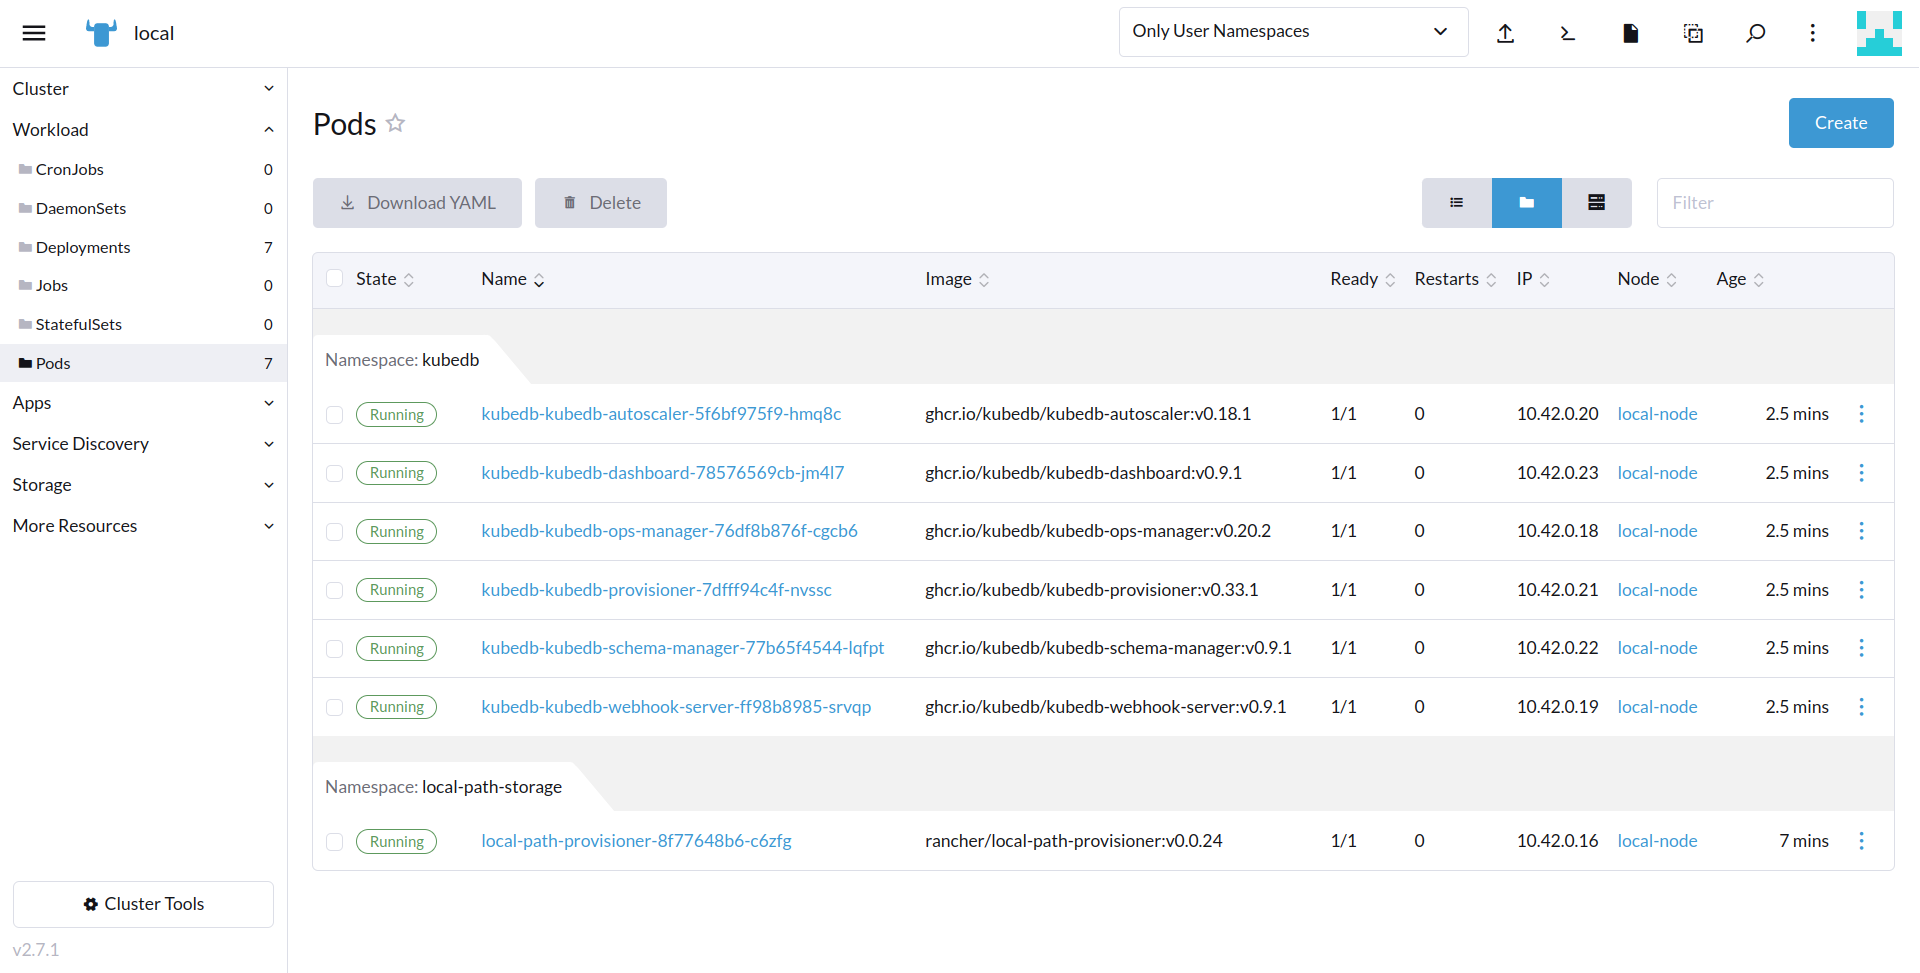 local
Only User Namespaces
Cluster
Workload
CronJobs 0
DaemonSets 0
Deployments 7
Jobs 0
StatefulSets 0
Pods 7
Apps
Service Discovery
Storage
More Resources
Cluster Tools
v2.7.1
Pods
Create
Download YAML
Delete
Filter
State Name Image Ready Restarts IP Node Age
Namespace: kubedb
Running kubedb-kubedb-autoscaler-5f6bf975f9-hmq8c ghcr.io/kubedb/kubedb-autoscaler:v0.18.1 1/1 0 10.42.0.20 local-node 2.5 mins
Running kubedb-kubedb-dashboard-78576569cb-jm4l7 ghcr.io/kubedb/kubedb-dashboard:v0.9.1 1/1 0 10.42.0.23 local-node 2.5 mins
Running kubedb-kubedb-ops-manager-76df8b876f-cgcb6 ghcr.io/kubedb/kubedb-ops-manager:v0.20.2 1/1 0 10.42.0.18 local-node 2.5 mins
Running kubedb-kubedb-provisioner-7dfff94c4f-nvssc ghcr.io/kubedb/kubedb-provisioner:v0.33.1 1/1 0 10.42.0.21 local-node 2.5 mins
Running kubedb-kubedb-schema-manager-77b65f4544-lqfpt ghcr.io/kubedb/kubedb-schema-manager:v0.9.1 1/1 0 10.42.0.22 local-node 2.5 mins
Running kubedb-kubedb-webhook-server-ff98b8985-srvqp ghcr.io/kubedb/kubedb-webhook-server:v0.9.1 1/1 0 10.42.0.19 local-node 2.5 mins
Namespace: local-path-storage
Running local-path-provisioner-8f77648b6-c6zfg rancher/local-path-provisioner:v0.0.24 1/1 0 10.42.0.16 local-node 7 mins